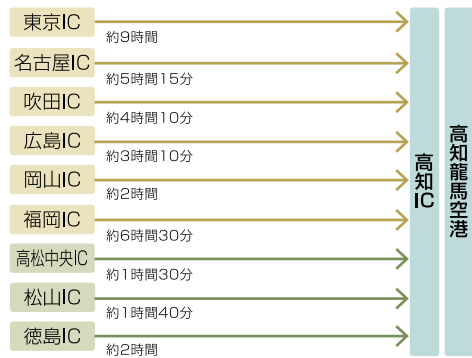 東京IC
約9時間
名古屋IC
約5時間15分
吹田IC
約4時間10分
広島IC
約3時間10分
岡山IC
約2時間
福岡IC
約6時間30分
高松中央IC
約1時間30分
松山IC
約1時間40分
徳島IC
約2時間
高知IC
高知龍馬空港